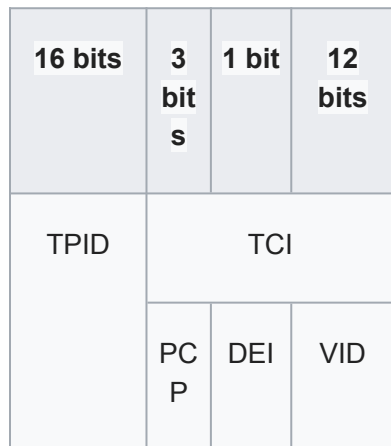 16 bits
3
bit
s
1 bit
12
bits
TPID
TCI
PC
P
DEI
VID